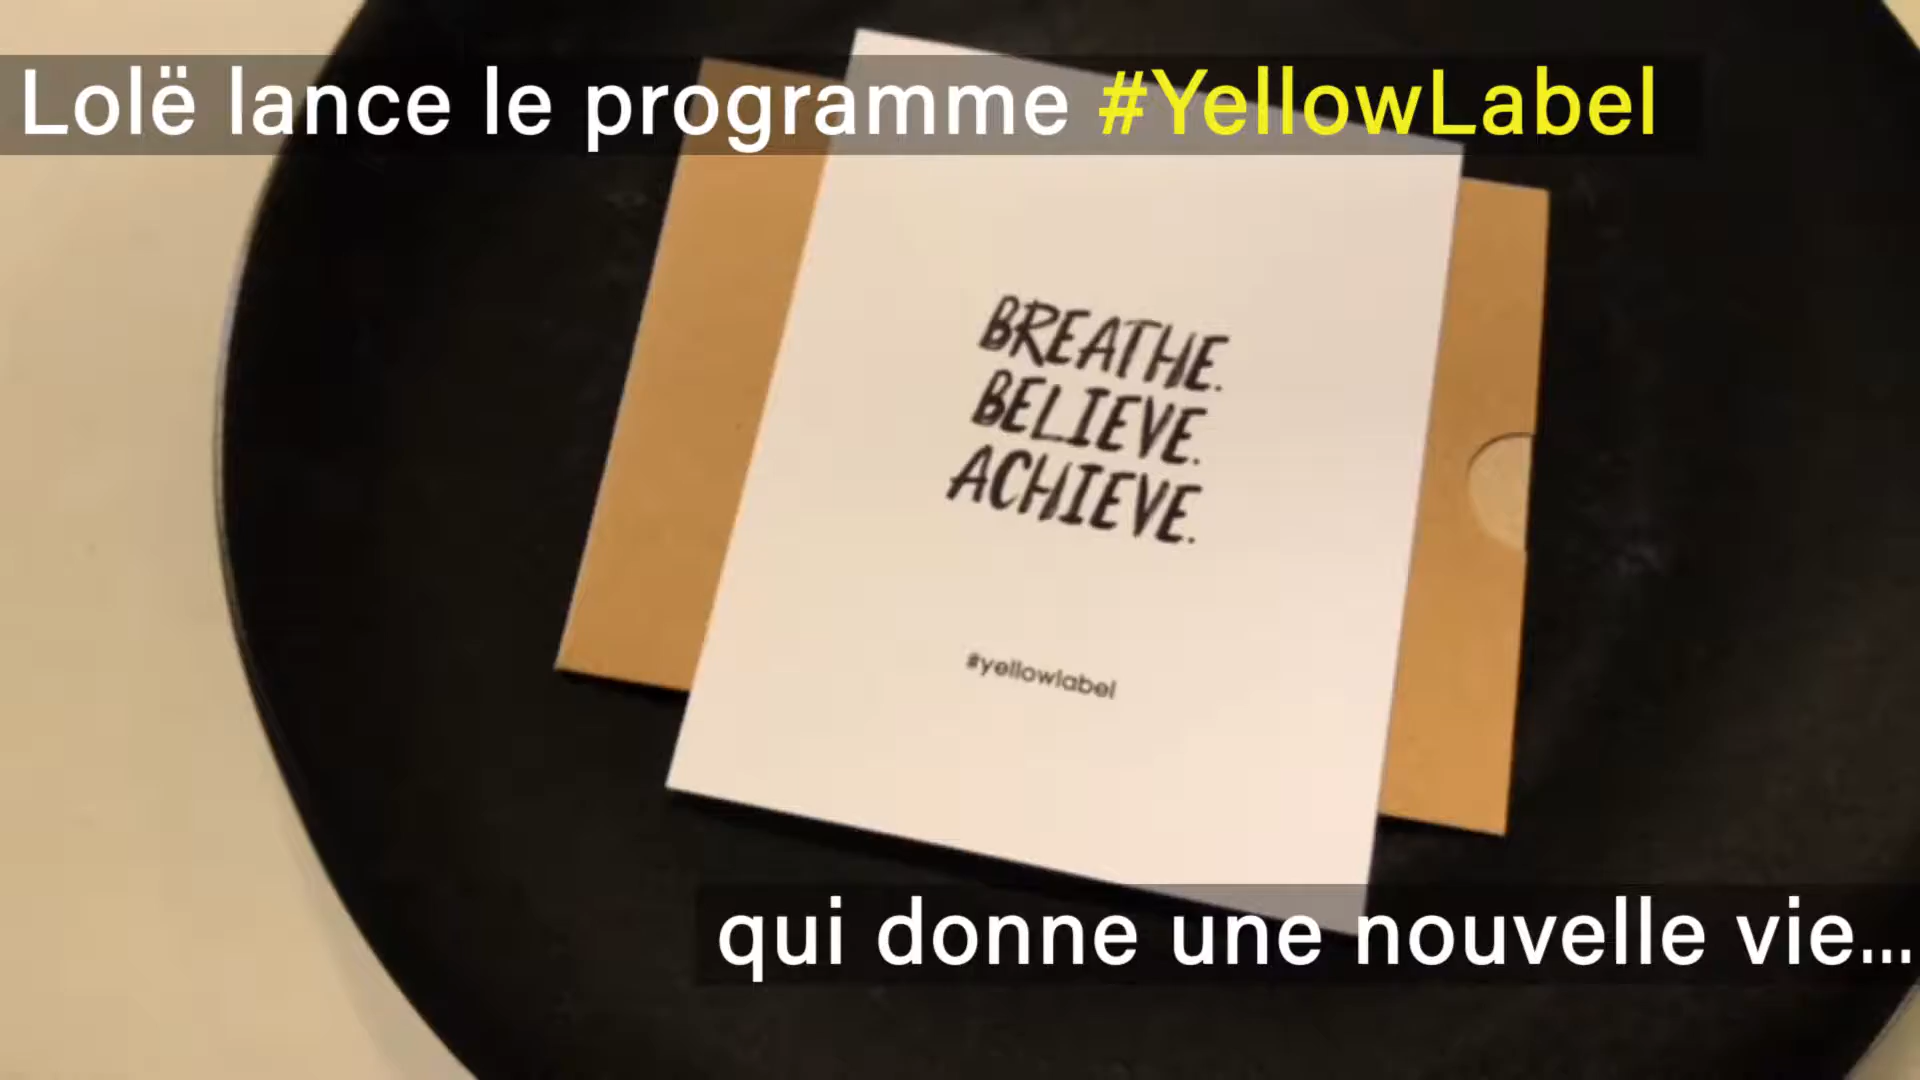 Lolë lance le programme #YellowLabel
BREATHE.
BELIEVE.
ACHIEVE.
#yellowlabel
qui donne une nouvelle vie...